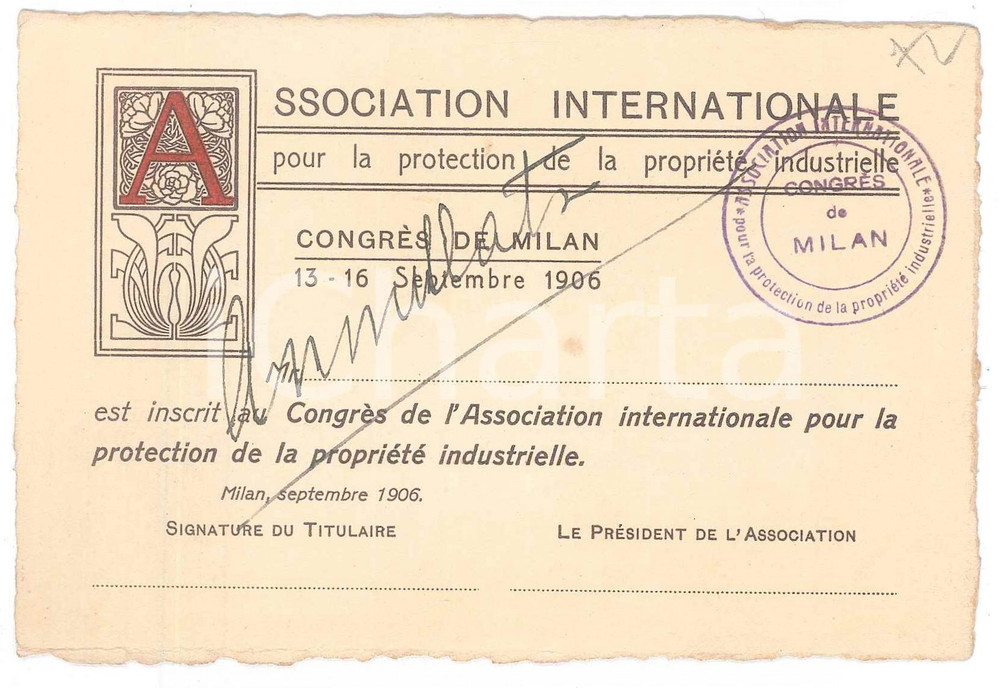 ASSOCIATION INTERNATIONALE
pour la protection de la propriété industrielle
CONGRÈS DE MILAN
13-16 Septembre 1906
ASSOCIATION INTERNATIONALE
pour la protection de la propriété industrielle
CONGRÈS
de
MILAN
Annullata
iCharta
Mr.
est inscrit au Congrès de l'Association internationale pour la
protection de la propriété industrielle.
Milan, septembre 1906.
SIGNATURE DU TITULAIRE
LE PRÉSIDENT DE L'ASSOCIATION